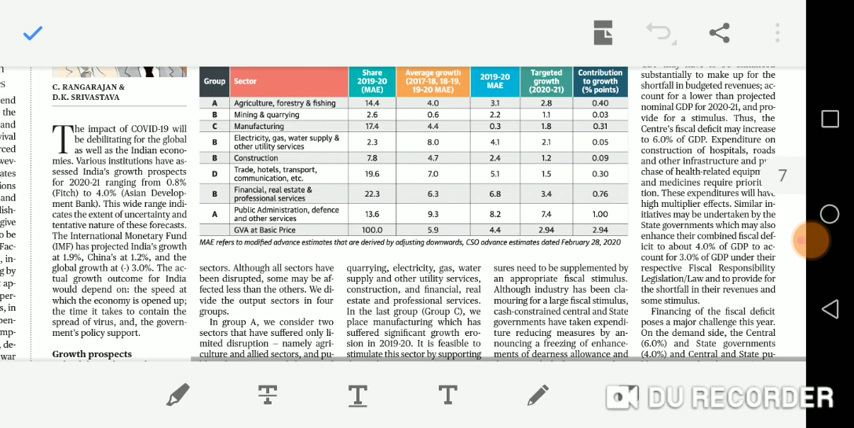 7
C. RANGARAJAN &
D.K. SRIVASTAVA
The impact of COVID-19 will
be debilitating for the global
as well as the Indian econo-
mies. Various institutions have as-
sessed India's growth prospects
for 2020-21 ranging from 0.8%
(Fitch) to 4.0% (Asian Develop-
ment Bank). This wide range indi-
cates the extent of uncertainty and
tentative nature of these forecasts.
The International Monetary Fund
(IMF) has projected India's growth
at 1.9%, China's at 1.2%, and the
global growth at (-) 3.0%. The ac-
tual growth outcome for India
would depend on: the speed at
which the economy is opened up;
the time it takes to contain the
spread of virus, and, the govern-
ment's policy support.
Growth prospects
Group Sector Share 2019-20 (MAE) Average growth (2017-18, 18-19, 19-20 MAE) 2019-20 MAE Targeted growth (2020-21) Contribution to growth (% points)
A Agriculture, forestry & fishing 14.4 4.0 3.1 2.8 0.40
B Mining & quarrying 2.6 0.6 2.2 1.1 0.03
C Manufacturing 17.4 4.4 0.3 1.8 0.31
B Electricity, gas, water supply & other utility services 2.3 8.0 4.1 2.1 0.05
B Construction 7.8 4.7 2.4 1.2 0.09
D Trade, hotels, transport, communication, etc. 19.6 7.0 5.1 1.5 0.30
B Financial, real estate & professional services 22.3 6.3 6.8 3.4 0.76
A Public Administration, defence and other services 13.6 9.3 8.2 7.4 1.00
GVA at Basic Price 100.0 5.9 4.4 2.94 2.94
MAE refers to modified advance estimates that are derived by adjusting downwards, CSO advance estimates dated February 28, 2020
sectors. Although all sectors have
been disrupted, some may be af-
fected less than the others. We di-
vide the output sectors in four
groups.
In group A, we consider two
sectors that have suffered only li-
mited disruption – namely agri-
culture and allied sectors, and pu-
quarrying, electricity, gas, water
supply and other utility services,
construction, and financial, real
estate and professional services.
In the last group (Group C), we
place manufacturing which has
suffered significant growth ero-
sion in 2019-20. It is feasible to
stimulate this sector by supporting
sures need to be supplemented by
an appropriate fiscal stimulus.
Although industry has been cla-
mouring for a large fiscal stimulus,
cash-constrained central and State
governments have taken expendi-
ture reducing measures by an-
nouncing a freezing of enhance-
ments of dearness allowance and
substantially to make up for the
shortfall in budgeted revenues; ac-
count for a lower than projected
nominal GDP for 2020-21, and pro-
vide for a stimulus. Thus, the
Centre's fiscal deficit may increase
to 6.0% of GDP. Expenditure on
construction of hospitals, roads
and other infrastructure and
chase of health-related
and medicines require
tion. These expenditures will have
high multiplier effects. Similar in-
itiatives may be undertaken by the
State governments which may also
enhance their combined fiscal def-
icit to about 4.0% of GDP to ac-
count for 3.0% of GDP under their
respective Fiscal Responsibility
Legislation/Law and to provide for
the shortfall in their revenues and
some stimulus.
Financing of the fiscal deficit
poses a major challenge this year.
On the demand side, the Central
(6.0%) and State governments
(4.0%) and Central and State pu-
DU RECORDER